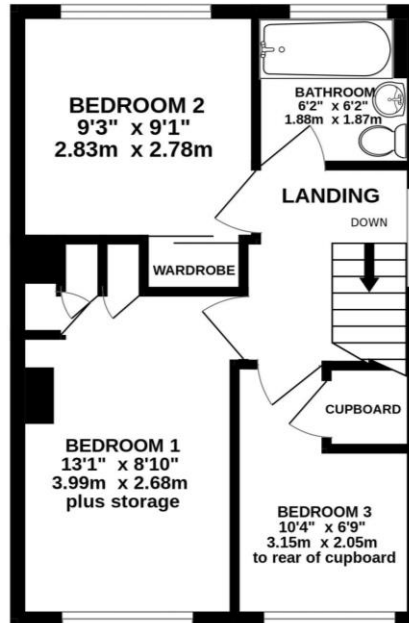 BEDROOM 2
9'3" x 9'1"
2.83m x 2.78m
BATHROOM
6'2" x 6'2"
1.88m x 1.87m
LANDING
DOWN
WARDROBE
CUPBOARD
BEDROOM 1
13'1" x 8'10"
3.99m x 2.68m
plus storage
BEDROOM 3
10'4" x 6'9"
3.15m x 2.05m
to rear of cupboard